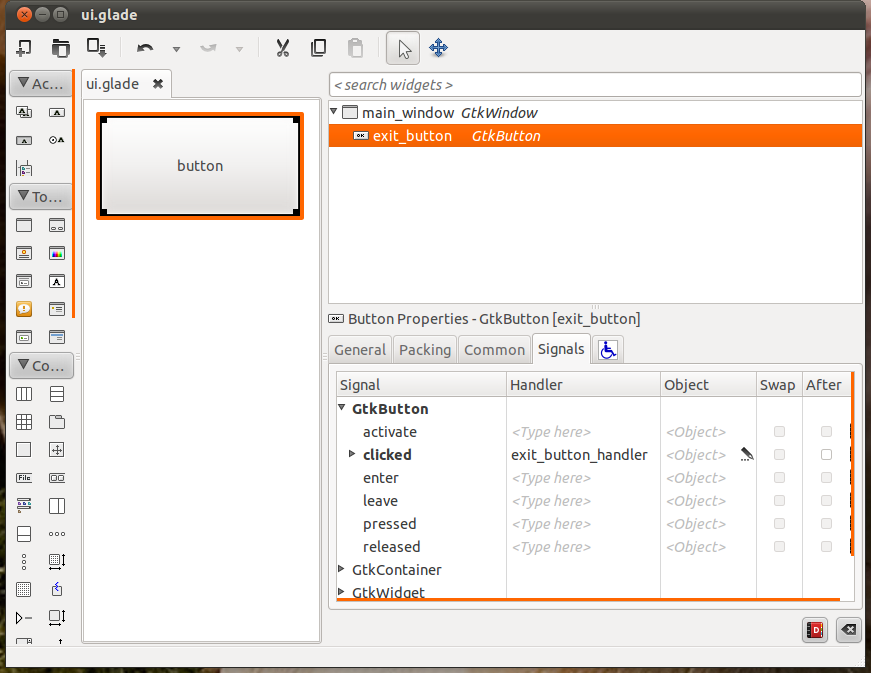 ui.glade
Ac...
To...
Co...
ui.glade
button
< search widgets >
main_window GtkWindow
exit_button GtkButton
Button Properties - GtkButton [exit_button]
General Packing Common Signals
Signal Handler Object Swap After
GtkButton
activate <Type here> <Object>
clicked exit_button_handler <Object>
enter <Type here> <Object>
leave <Type here> <Object>
pressed <Type here> <Object>
released <Type here> <Object>
GtkContainer
GtkWidget